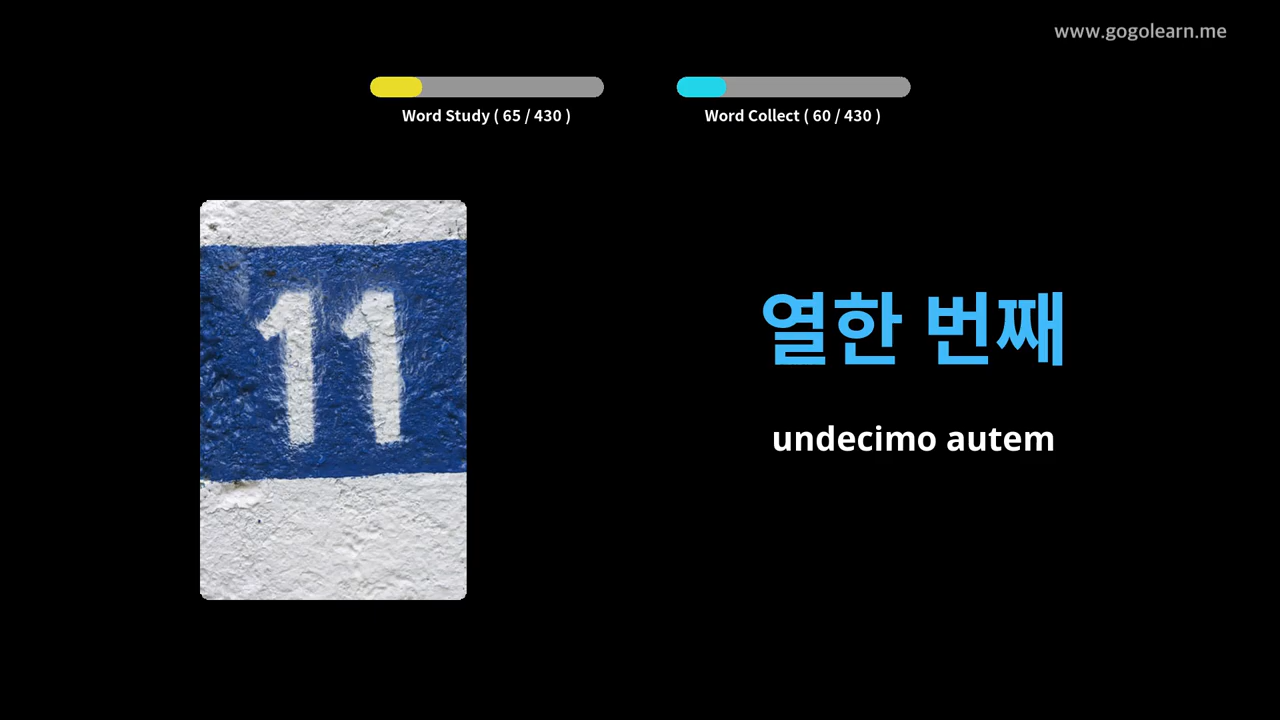 www.gogolearn.me
Word Study ( 65 / 430 )
Word Collect ( 60 / 430 )
11
열한 번째
undecimo autem